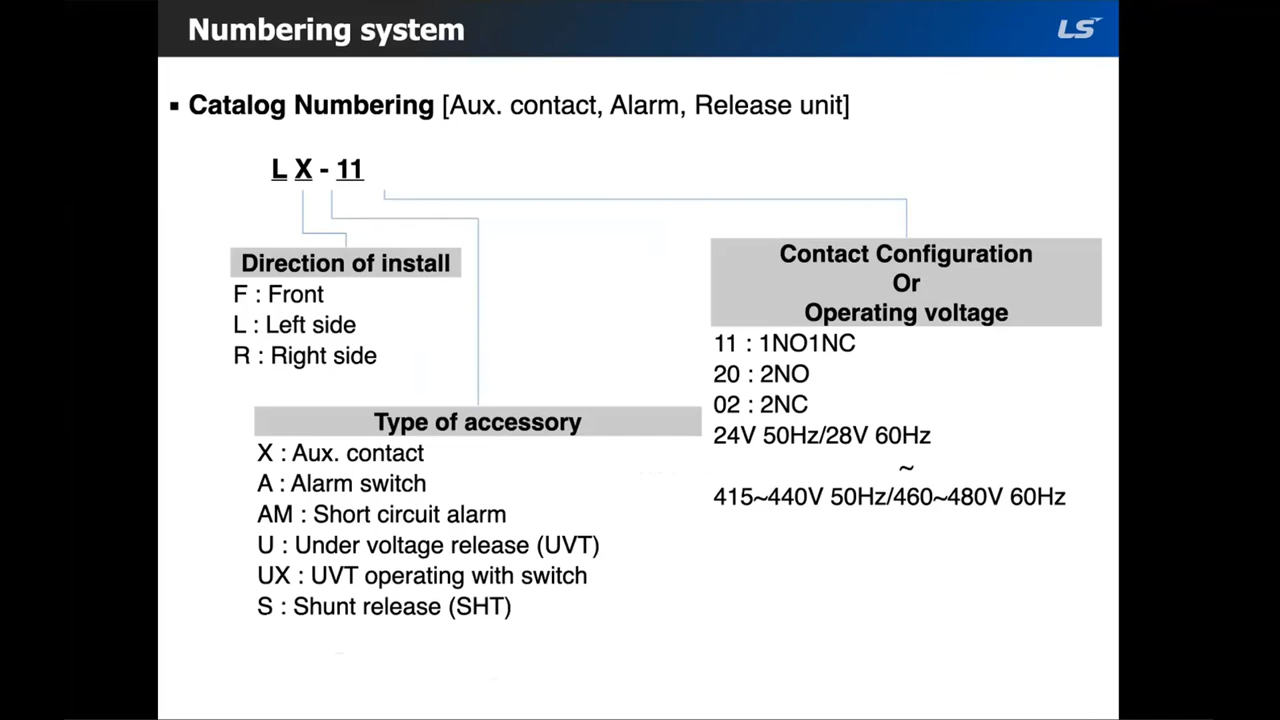 Numbering system
LS
▪ Catalog Numbering [Aux. contact, Alarm, Release unit]
L X - 11
Direction of install
F : Front
L : Left side
R : Right side
Type of accessory
X : Aux. contact
A : Alarm switch
AM : Short circuit alarm
U : Under voltage release (UVT)
UX : UVT operating with switch
S : Shunt release (SHT)
Contact Configuration
Or
Operating voltage
11 : 1NO1NC
20 : 2NO
02 : 2NC
24V 50Hz/28V 60Hz
~
415~440V 50Hz/460~480V 60Hz